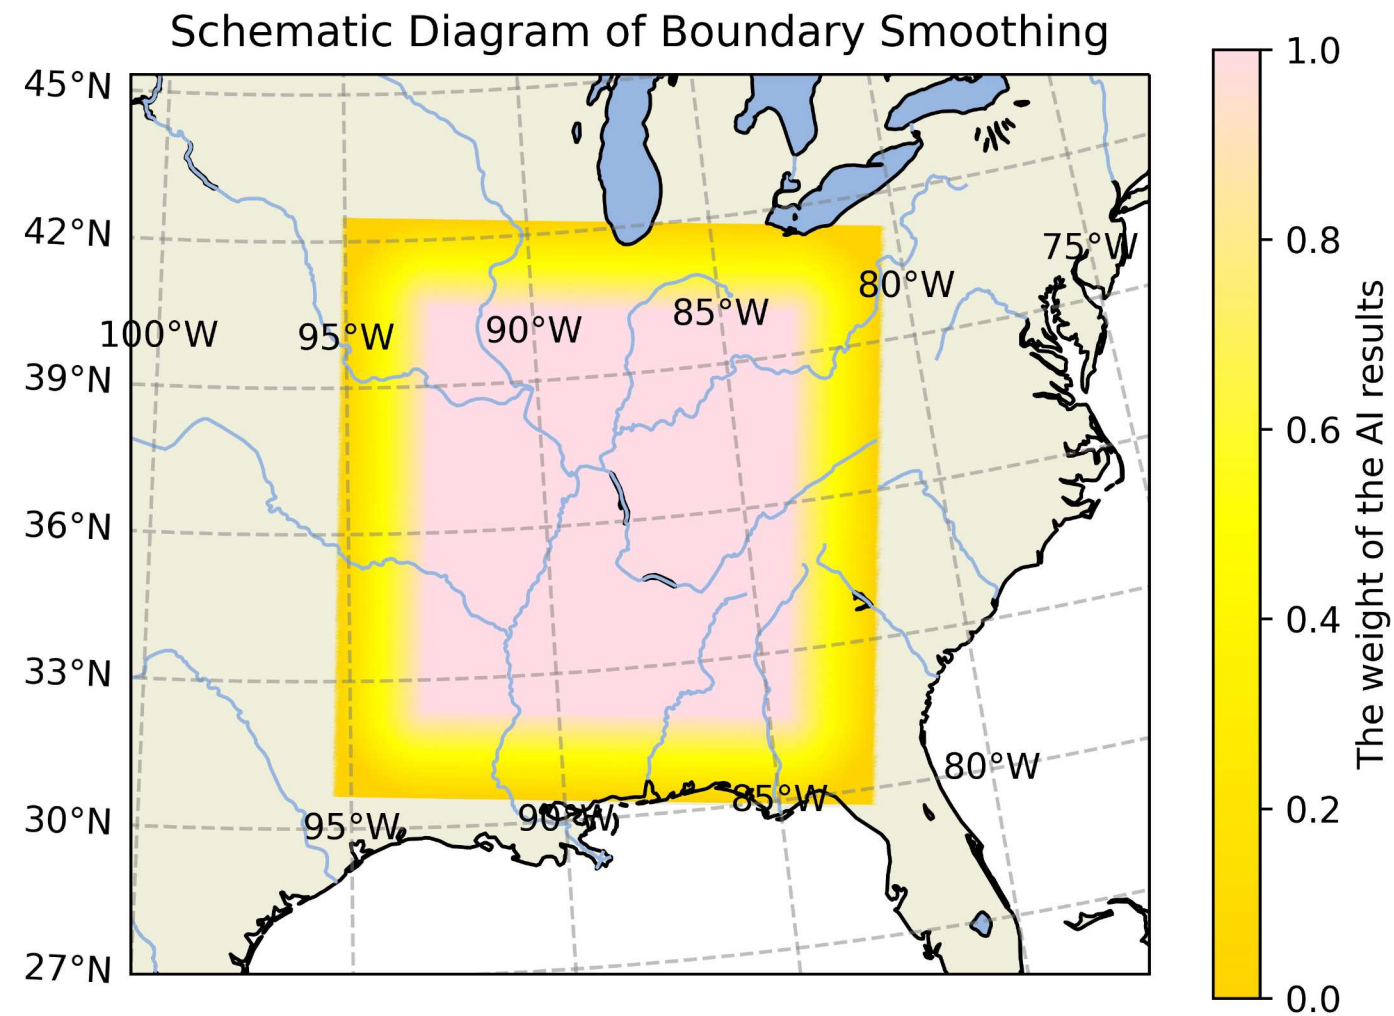 Schematic Diagram of Boundary Smoothing
45°N
42°N
39°N
36°N
33°N
30°N
27°N
100°W
95°W
90°W
85°W
80°W
75°W
95°W
90°W
85°W
80°W
1.0
0.8
0.6
0.4
0.2
0.0
The weight of the AI results